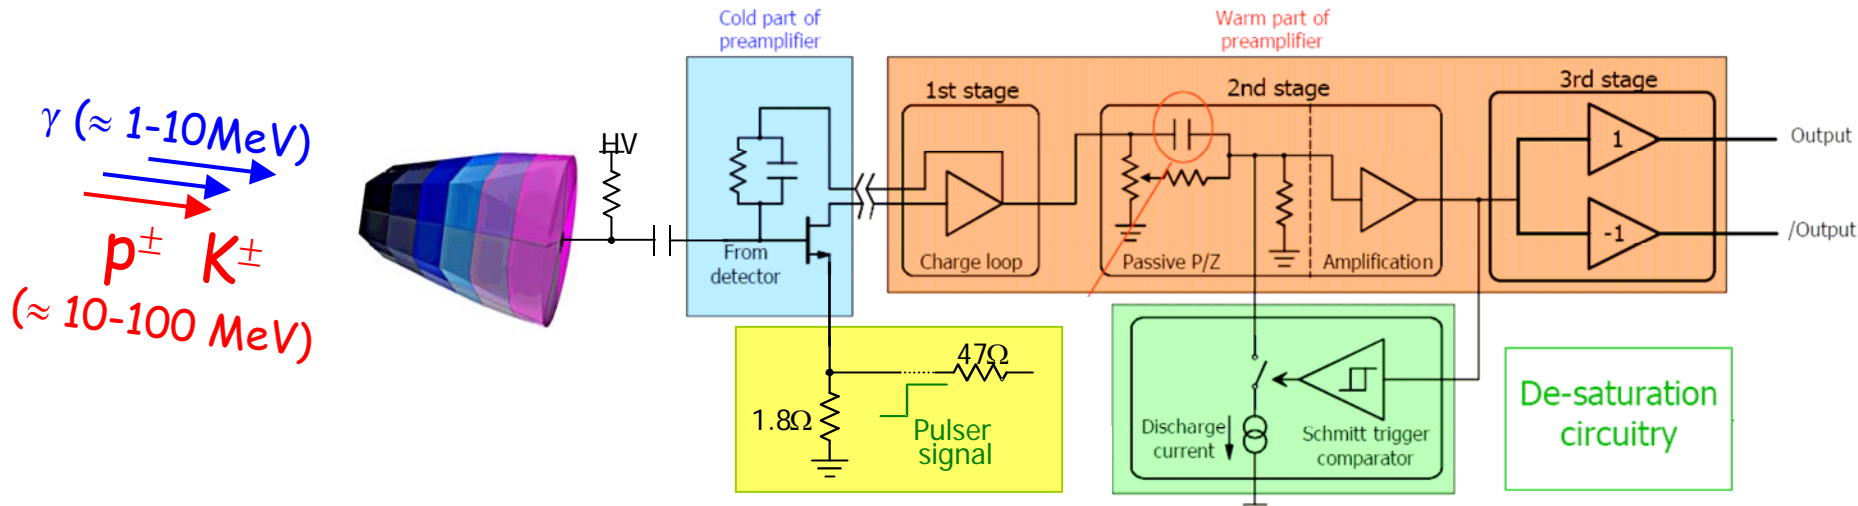 γ (≈ 1-10MeV)
p± K±
(≈ 10-100 MeV)
HV
Cold part of
preamplifier
From
detector
47Ω
1.8Ω
Pulser
signal
Warm part of
preamplifier
1st stage
Charge loop
2nd stage
Passive P/Z
Amplification
3rd stage
1
-1
Output
/Output
Discharge
current
Schmitt trigger
comparator
De-saturation
circuitry